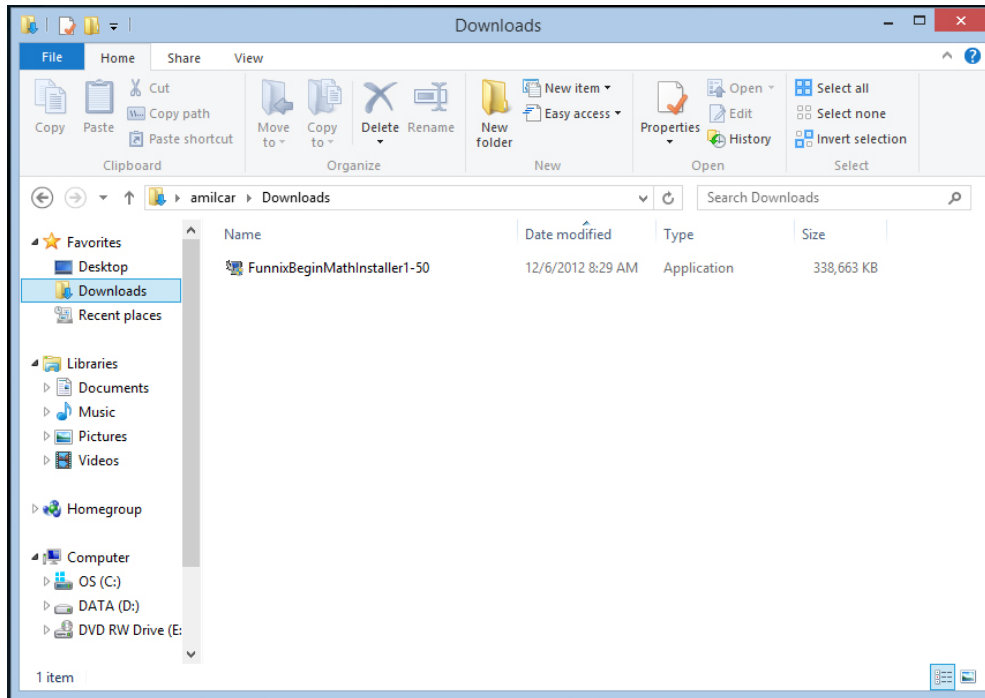 Downloads
File Home Share View
Copy
Paste
Cut
Copy path
Paste shortcut
Clipboard
Move to
Copy to
Delete
Rename
Organize
New folder
New item
Easy access
New
Properties
Open
Edit
History
Open
Select all
Select none
Invert selection
Select
amilcar Downloads
Search Downloads
Favorites
Desktop
Downloads
Recent places
Libraries
Documents
Music
Pictures
Videos
Homegroup
Computer
OS (C:)
DATA (D:)
DVD RW Drive (E:
Name Date modified Type Size
FunnixBeginMathInstaller1-50 12/6/2012 8:29 AM Application 338,663 KB
1 item